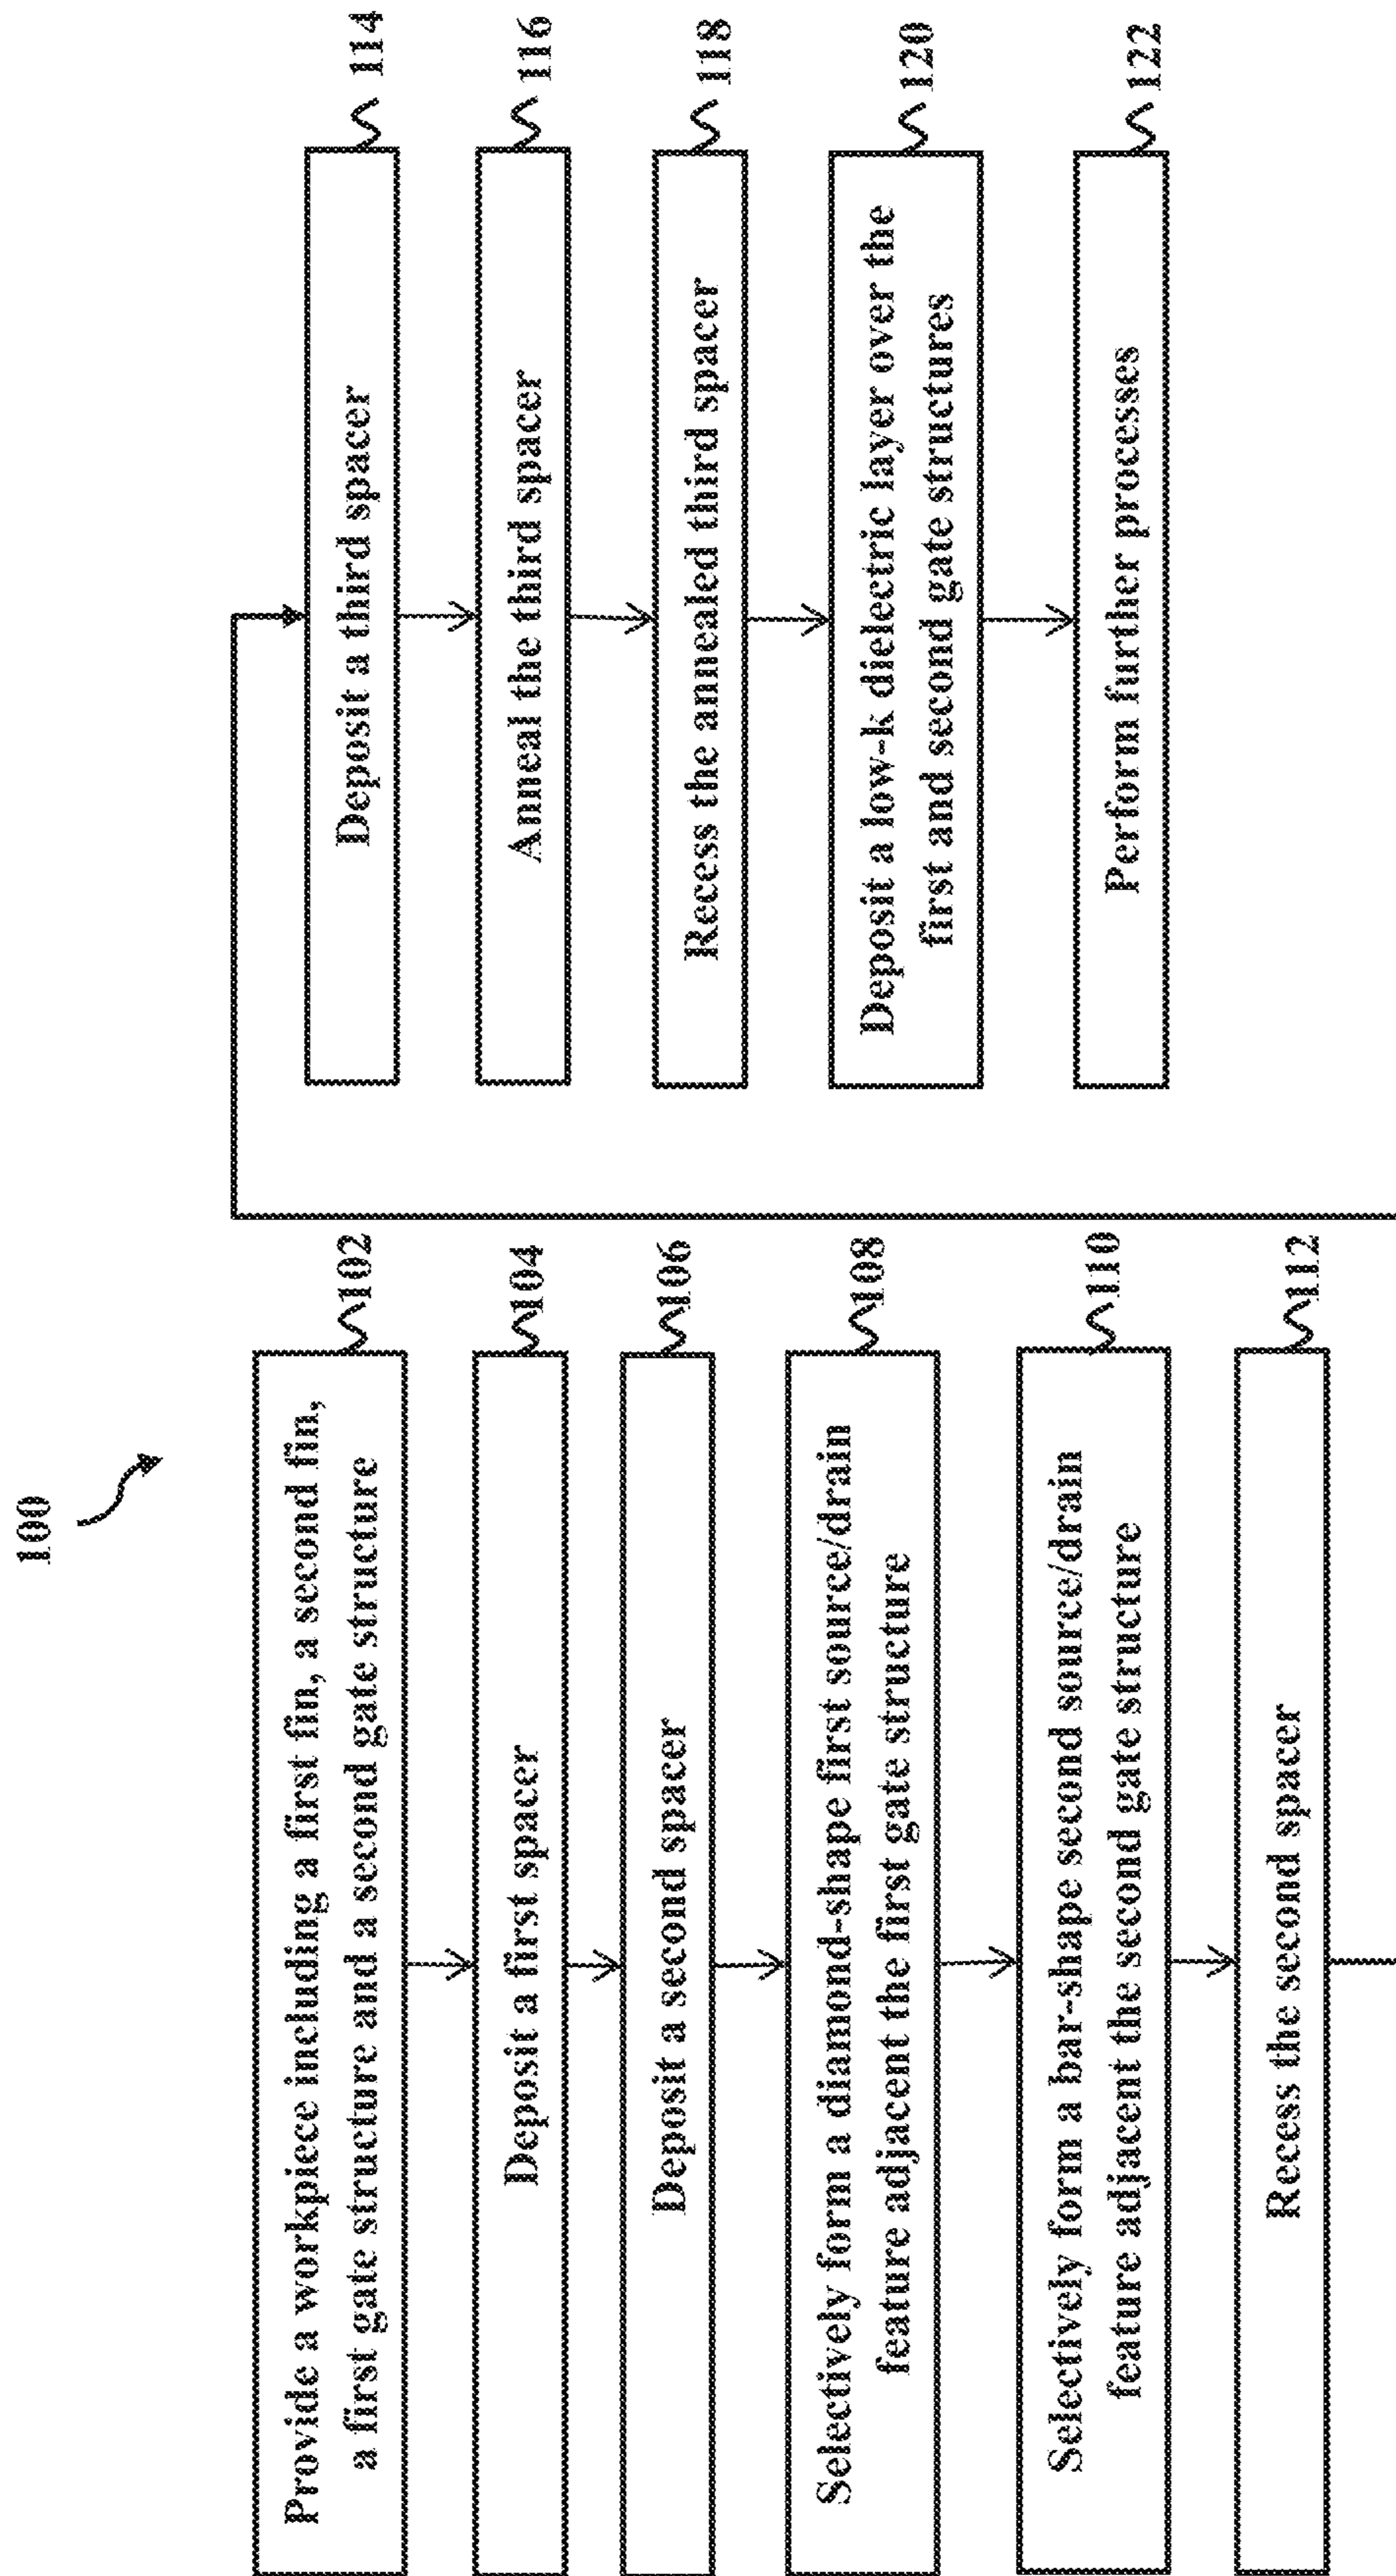 100
Provide a workpiece including a first fin, a second fin,
a first gate structure and a second gate structure
102
Deposit a first spacer
104
Deposit a second spacer
106
Selectively form a diamond-shape first source/drain
feature adjacent the first gate structure
108
Selectively form a bar-shape second source/drain
feature adjacent the second gate structure
110
Recess the second spacer
112
Deposit a third spacer
114
Anneal the third spacer
116
Recess the annealed third spacer
118
Deposit a low-k dielectric layer over the
first and second gate structures
120
Perform further processes
122